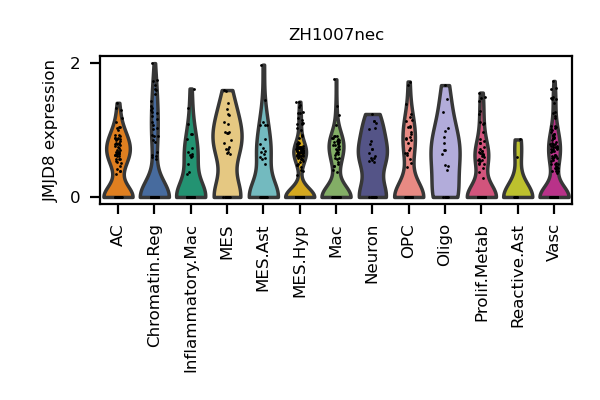 ZH1007nec
JMJD8 expression
2
0
AC
Chromatin.Reg
Inflammatory.Mac
MES
MES.Ast
MES.Hyp
Mac
Neuron
OPC
Oligo
Prolif.Metab
Reactive.Ast
Vasc